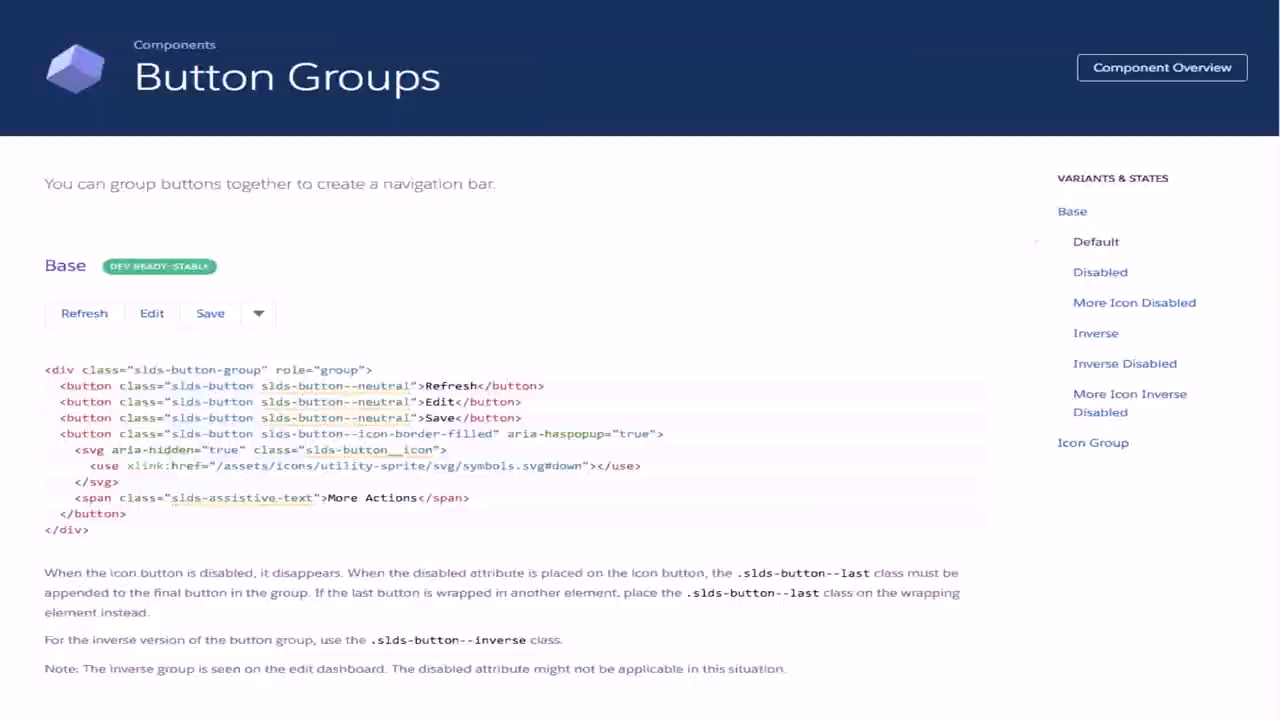 Components
Button Groups
Component Overview
You can group buttons together to create a navigation bar.
VARIANTS & STATES
Base
Default
Disabled
More Icon Disabled
Inverse
Inverse Disabled
More Icon Inverse
Disabled
Icon Group
Base DEV READY: STABLE
Refresh Edit Save
<div class="slds-button-group" role="group">
<button class="slds-button slds-button--neutral">Refresh</button>
<button class="slds-button slds-button--neutral">Edit</button>
<button class="slds-button slds-button--neutral">Save</button>
<button class="slds-button slds-button--icon-border-filled" aria-haspopup="true">
<svg aria-hidden="true" class="slds-button__icon">
<use xlink:href="/assets/icons/utility-sprite/svg/symbols.svg#down"></use>
</svg>
<span class="slds-assistive-text">More Actions</span>
</button>
</div>
When the icon button is disabled, it disappears. When the disabled attribute is placed on the icon button, the .slds-button--last class must be
appended to the final button in the group. If the last button is wrapped in another element, place the .slds-button--last class on the wrapping
element instead.
For the inverse version of the button group, use the .slds-button--inverse class.
Note: The inverse group is seen on the edit dashboard. The disabled attribute might not be applicable in this situation.